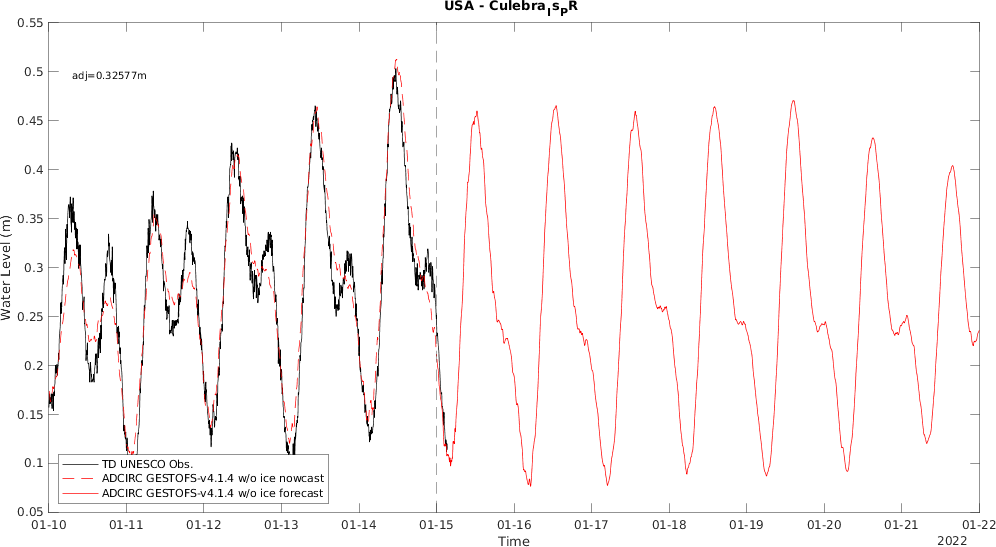 USA - CulebraIsPR
0.55
0.5
0.45
0.4
0.35
0.3
0.25
0.2
0.15
0.1
0.05
Water Level (m)
adj=0.32577m
TD UNESCO Obs.
ADCIRC GESTOFS-v4.1.4 w/o ice nowcast
ADCIRC GESTOFS-v4.1.4 w/o ice forecast
01-10 01-11 01-12 01-13 01-14 01-15 01-16 01-17 01-18 01-19 01-20 01-21 01-22
Time
2022